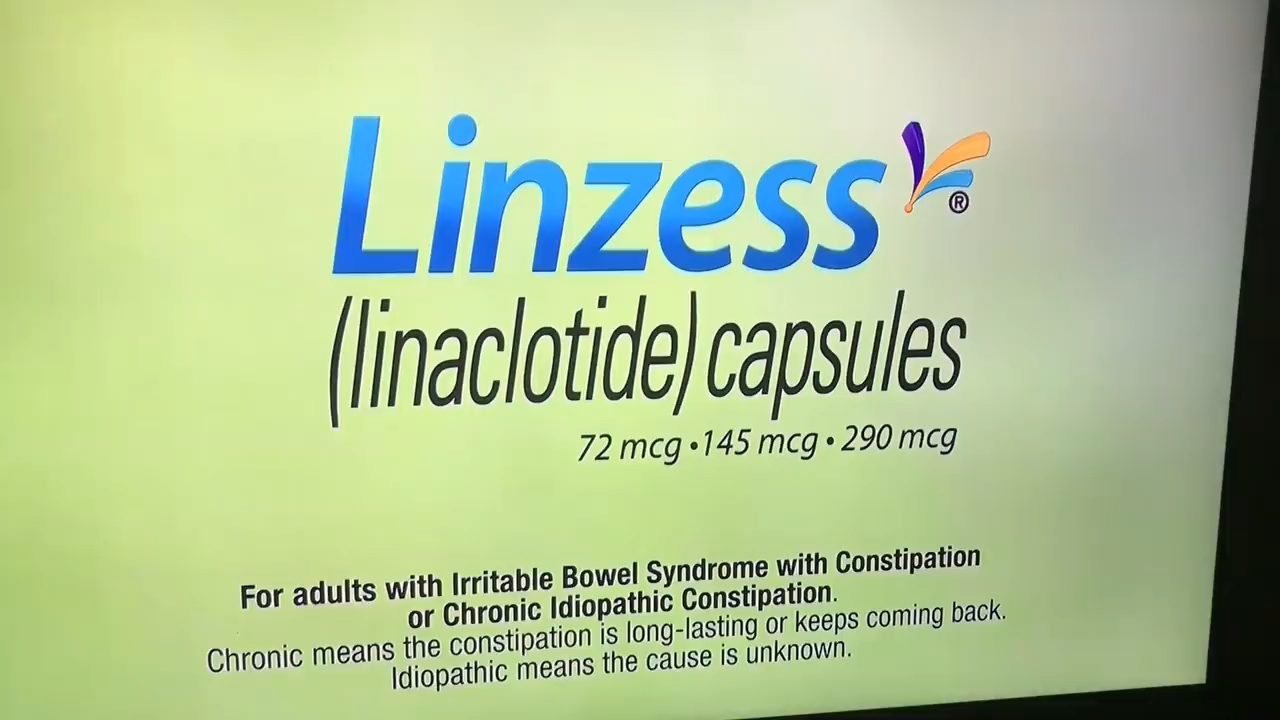 Linzess®
(linaclotide) capsules
72 mcg • 145 mcg • 290 mcg
For adults with Irritable Bowel Syndrome with Constipation
or Chronic Idiopathic Constipation.
Chronic means the constipation is long-lasting or keeps coming back.
Idiopathic means the cause is unknown.